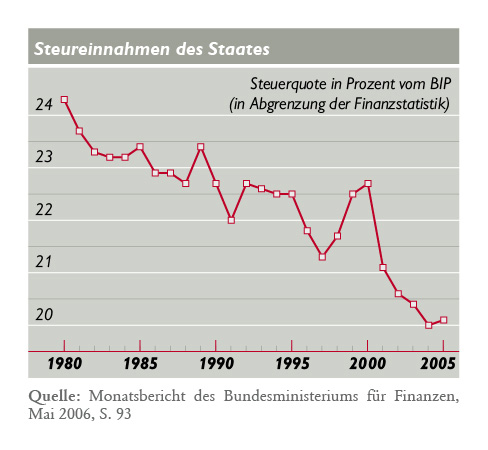 Steureinnahmen des Staates
Steuerquote in Prozent vom BIP
(in Abgrenzung der Finanzstatistik)
24
23
22
21
20
1980 1985 1990 1995 2000 2005
Quelle: Monatsbericht des Bundesministeriums für Finanzen,
Mai 2006, S. 93